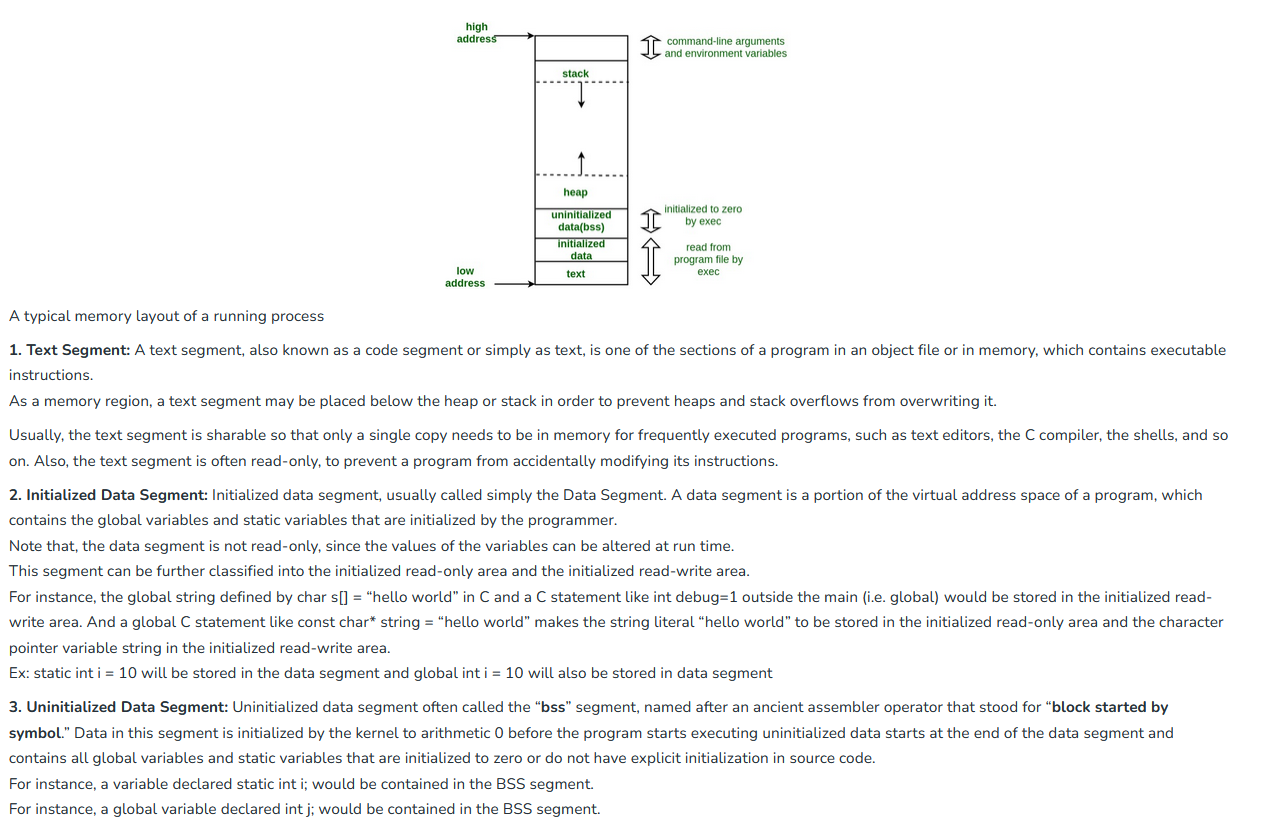 high
address
command-line arguments
and environment variables
stack
heap
initialized to zero
by exec
uninitialized
data(bss)
initialized
data
read from
program file by
exec
text
low
address
A typical memory layout of a running process
1. Text Segment: A text segment, also known as a code segment or simply as text, is one of the sections of a program in an object file or in memory, which contains executable
instructions.
As a memory region, a text segment may be placed below the heap or stack in order to prevent heaps and stack overflows from overwriting it.
Usually, the text segment is sharable so that only a single copy needs to be in memory for frequently executed programs, such as text editors, the C compiler, the shells, and so
on. Also, the text segment is often read-only, to prevent a program from accidentally modifying its instructions.
2. Initialized Data Segment: Initialized data segment, usually called simply the Data Segment. A data segment is a portion of the virtual address space of a program, which
contains the global variables and static variables that are initialized by the programmer.
Note that, the data segment is not read-only, since the values of the variables can be altered at run time.
This segment can be further classified into the initialized read-only area and the initialized read-write area.
For instance, the global string defined by char s[] = “hello world” in C and a C statement like int debug=1 outside the main (i.e. global) would be stored in the initialized read-
write area. And a global C statement like const char* string = “hello world” makes the string literal “hello world” to be stored in the initialized read-only area and the character
pointer variable string in the initialized read-write area.
Ex: static int i = 10 will be stored in the data segment and global int i = 10 will also be stored in data segment
3. Uninitialized Data Segment: Uninitialized data segment often called the “bss” segment, named after an ancient assembler operator that stood for “block started by
symbol.” Data in this segment is initialized by the kernel to arithmetic 0 before the program starts executing uninitialized data starts at the end of the data segment and
contains all global variables and static variables that are initialized to zero or do not have explicit initialization in source code.
For instance, a variable declared static int i; would be contained in the BSS segment.
For instance, a global variable declared int j; would be contained in the BSS segment.